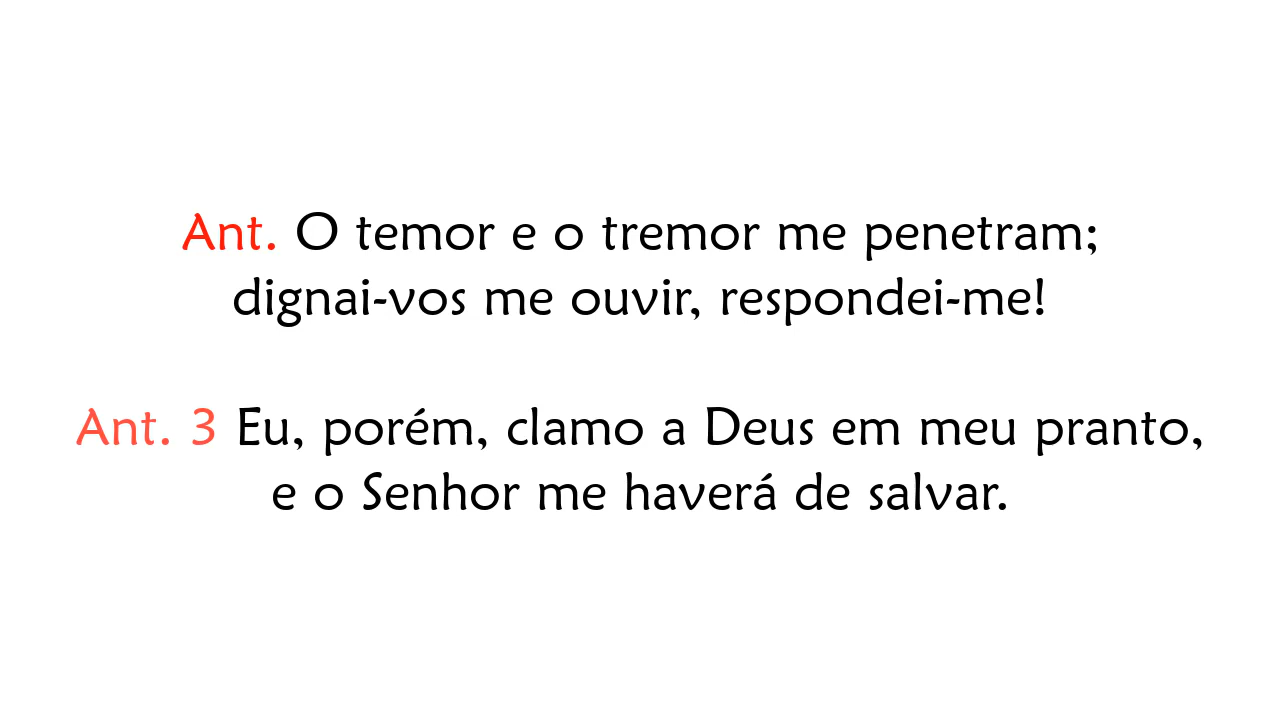 Ant. O temor e o tremor me penetram;
dignai-vos me ouvir, respondei-me!
Ant. 3 Eu, porém, clamo a Deus em meu pranto,
e o Senhor me haverá de salvar.